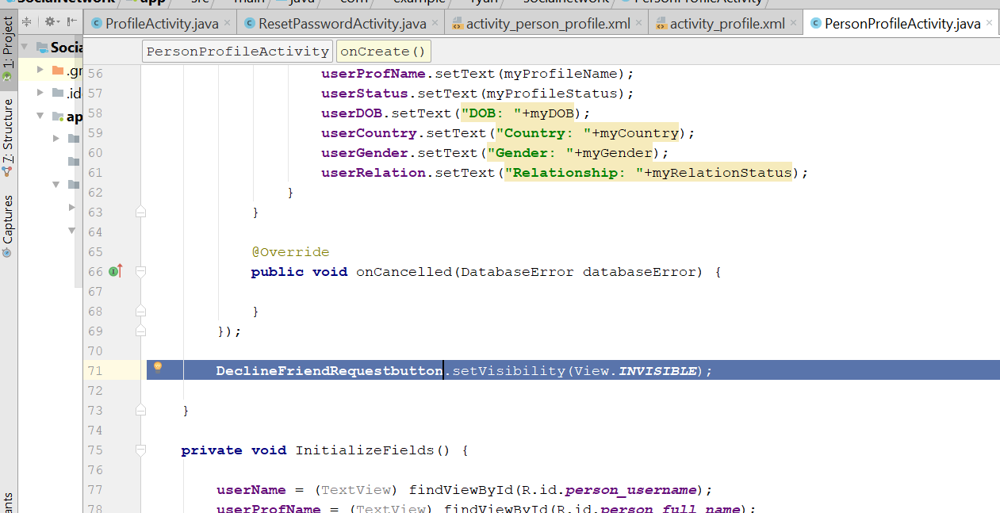 SocialNetwork app src main java com example ryan socialnetwork PersonProfileActivity
ProfileActivity.java × ResetPasswordActivity.java × activity_person_profile.xml × activity_profile.xml × PersonProfileActivity.java ×
1: Project
Z: Structure
Captures
Socia
.gr
.id
ap
PersonProfileActivity onCreate()
56 userProfName.setText(myProfileName);
57 userStatus.setText(myProfileStatus);
58 userDOB.setText("DOB: "+myDOB);
59 userCountry.setText("Country: "+myCountry);
60 userGender.setText("Gender: "+myGender);
61 userRelation.setText("Relationship: "+myRelationStatus);
62 }
63 }
64
65 @Override
66 public void onCancelled(DatabaseError databaseError) {
67
68 }
69 });
70
71 DeclineFriendRequestbutton.setVisibility(View.INVISIBLE);
72
73 }
74
75 private void InitializeFields() {
76
77 userName = (TextView) findViewById(R.id.person_username);
78 userProfName = (TextView) findViewById(R.id.person_full_name);
ants